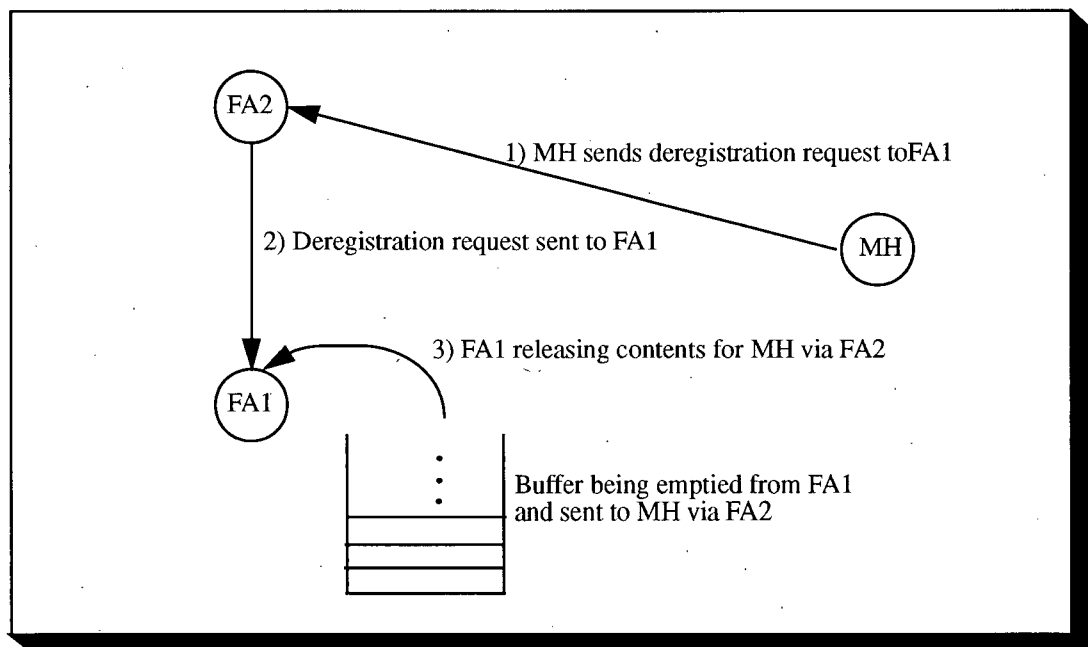 FA2
1) MH sends deregistration request toFA1
MH
2) Deregistration request sent to FA1
3) FA1 releasing contents for MH via FA2
FA1
Buffer being emptied from FA1
and sent to MH via FA2